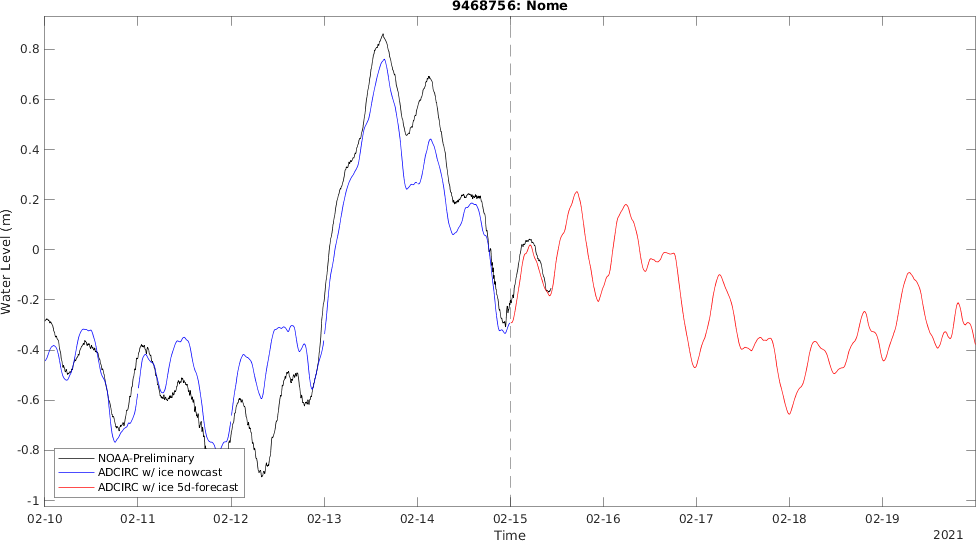 9468756: Nome
Water Level (m)
0.8
0.6
0.4
0.2
0
-0.2
-0.4
-0.6
-0.8
-1
NOAA-Preliminary
ADCIRC w/ ice nowcast
ADCIRC w/ ice 5d-forecast
02-10 02-11 02-12 02-13 02-14 02-15 02-16 02-17 02-18 02-19
Time
2021